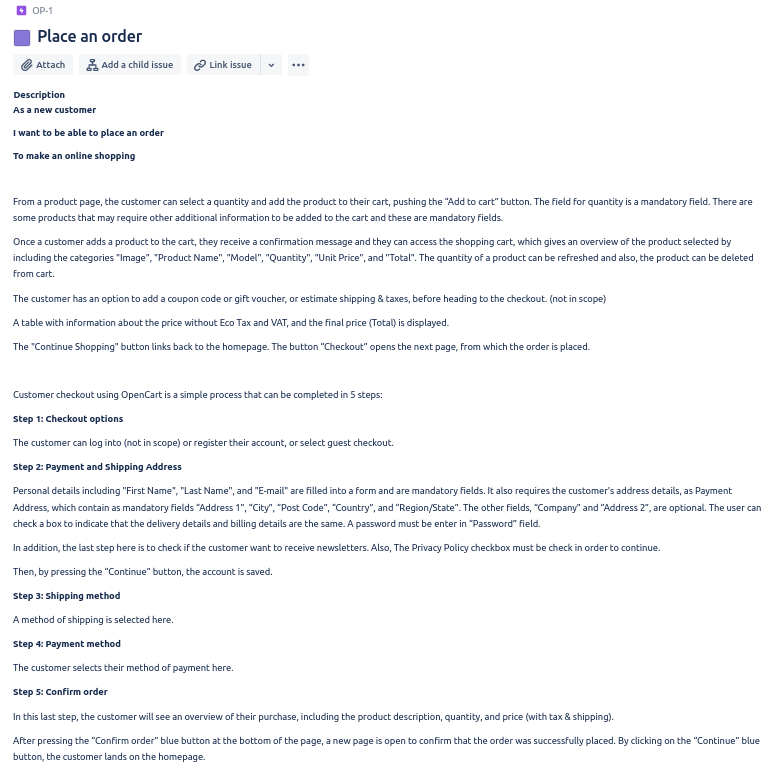 OP-1
Place an order
Attach Add a child issue Link issue
Description
As a new customer
I want to be able to place an order
To make an online shopping
From a product page, the customer can select a quantity and add the product to their cart, pushing the “Add to cart” button. The field for quantity is a mandatory field. There are
some products that may require other additional information to be added to the cart and these are mandatory fields.
Once a customer adds a product to the cart, they receive a confirmation message and they can access the shopping cart, which gives an overview of the product selected by
including the categories "Image", "Product Name", "Model", "Quantity", "Unit Price", and "Total". The quantity of a product can be refreshed and also, the product can be deleted
from cart.
The customer has an option to add a coupon code or gift voucher, or estimate shipping & taxes, before heading to the checkout. (not in scope)
A table with information about the price without Eco Tax and VAT, and the final price (Total) is displayed.
The "Continue Shopping" button links back to the homepage. The button “Checkout” opens the next page, from which the order is placed.
Customer checkout using OpenCart is a simple process that can be completed in 5 steps:
Step 1: Checkout options
The customer can log into (not in scope) or register their account, or select guest checkout.
Step 2: Payment and Shipping Address
Personal details including "First Name", "Last Name", and "E-mail" are filled into a form and are mandatory fields. It also requires the customer's address details, as Payment
Address, which contain as mandatory fields “Address 1”, “City”, “Post Code”, “Country”, and “Region/State”. The other fields, “Company” and “Address 2”, are optional. The user can
check a box to indicate that the delivery details and billing details are the same. A password must be enter in “Password” field.
In addition, the last step here is to check if the customer want to receive newsletters. Also, The Privacy Policy checkbox must be check in order to continue.
Then, by pressing the “Continue” button, the account is saved.
Step 3: Shipping method
A method of shipping is selected here.
Step 4: Payment method
The customer selects their method of payment here.
Step 5: Confirm order
In this last step, the customer will see an overview of their purchase, including the product description, quantity, and price (with tax & shipping).
After pressing the “Confirm order” blue button at the bottom of the page, a new page is open to confirm that the order was successfully placed. By clicking on the “Continue” blue
button, the customer lands on the homepage.